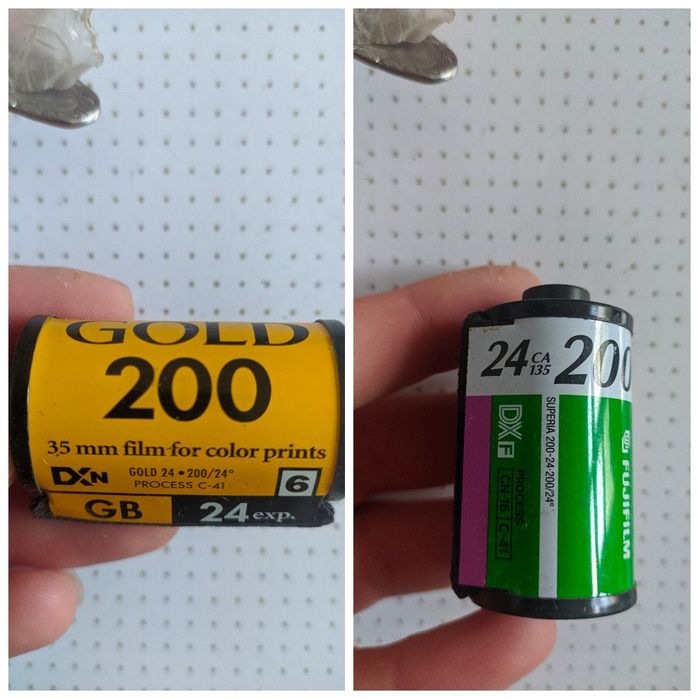 GOLD
200
35 mm film for color prints
DXN GOLD 24 • 200/24°
PROCESS C-41
6
GB 24 exp.
24 CA 135 200
SUPERIA 200-24-200/24°
DX F
PROCESS
CN-16 C-41
FUJIFILM